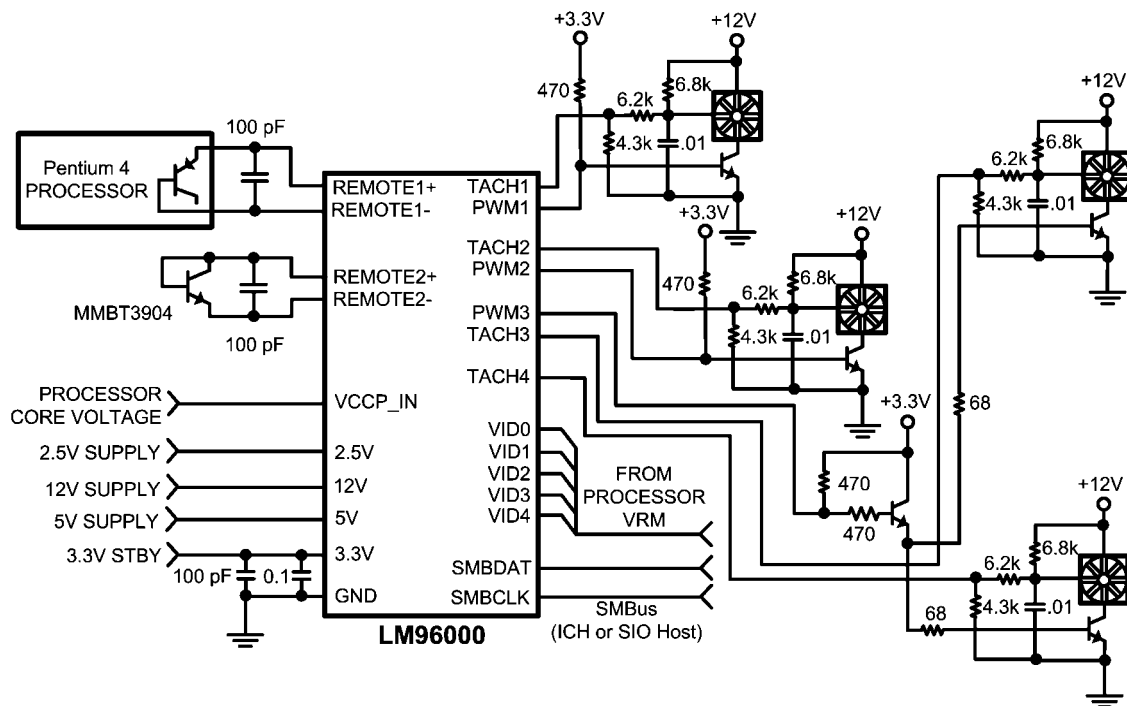 +3.3V
+12V
470
6.2k
6.8k
4.3k
.01
+12V
6.2k
6.8k
4.3k
.01
100 pF
Pentium 4
PROCESSOR
REMOTE1+
REMOTE1-
TACH1
PWM1
+3.3V
+12V
TACH2
PWM2
470
6.2k
6.8k
4.3k
.01
REMOTE2+
REMOTE2-
MMBT3904
100 pF
PWM3
TACH3
TACH4
PROCESSOR
CORE VOLTAGE
VCCP_IN
2.5V SUPPLY
2.5V
12V SUPPLY
12V
5V SUPPLY
5V
3.3V STBY
3.3V
100 pF
0.1
GND
VID0
VID1
VID2
VID3
VID4
FROM
PROCESSOR
VRM
SMBDAT
SMBCLK
SMBus
(ICH or SIO Host)
LM96000
+3.3V
68
470
470
+12V
6.2k
6.8k
4.3k
.01
68